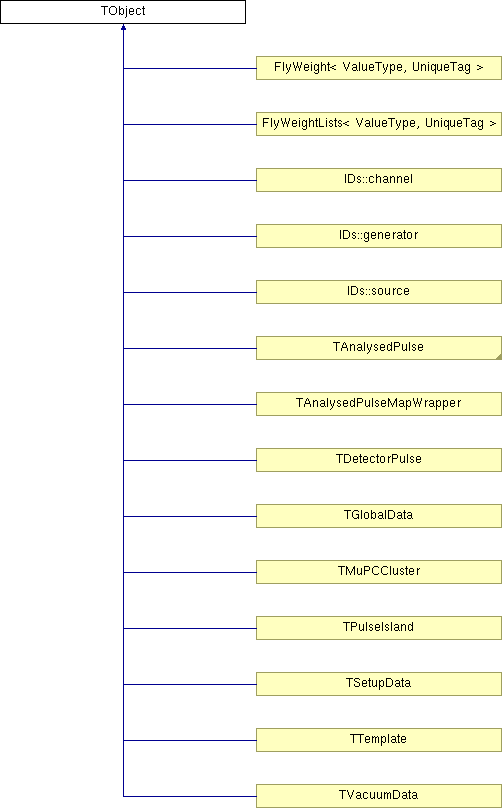 TObject
FlyWeight< ValueType, UniqueTag >
FlyWeightLists< ValueType, UniqueTag >
IDs::channel
IDs::generator
IDs::source
TAnalysedPulse
TAnalysedPulseMapWrapper
TDetectorPulse
TGlobalData
TMuPCCluster
TPulseIsland
TSetupData
TTemplate
TVacuumData